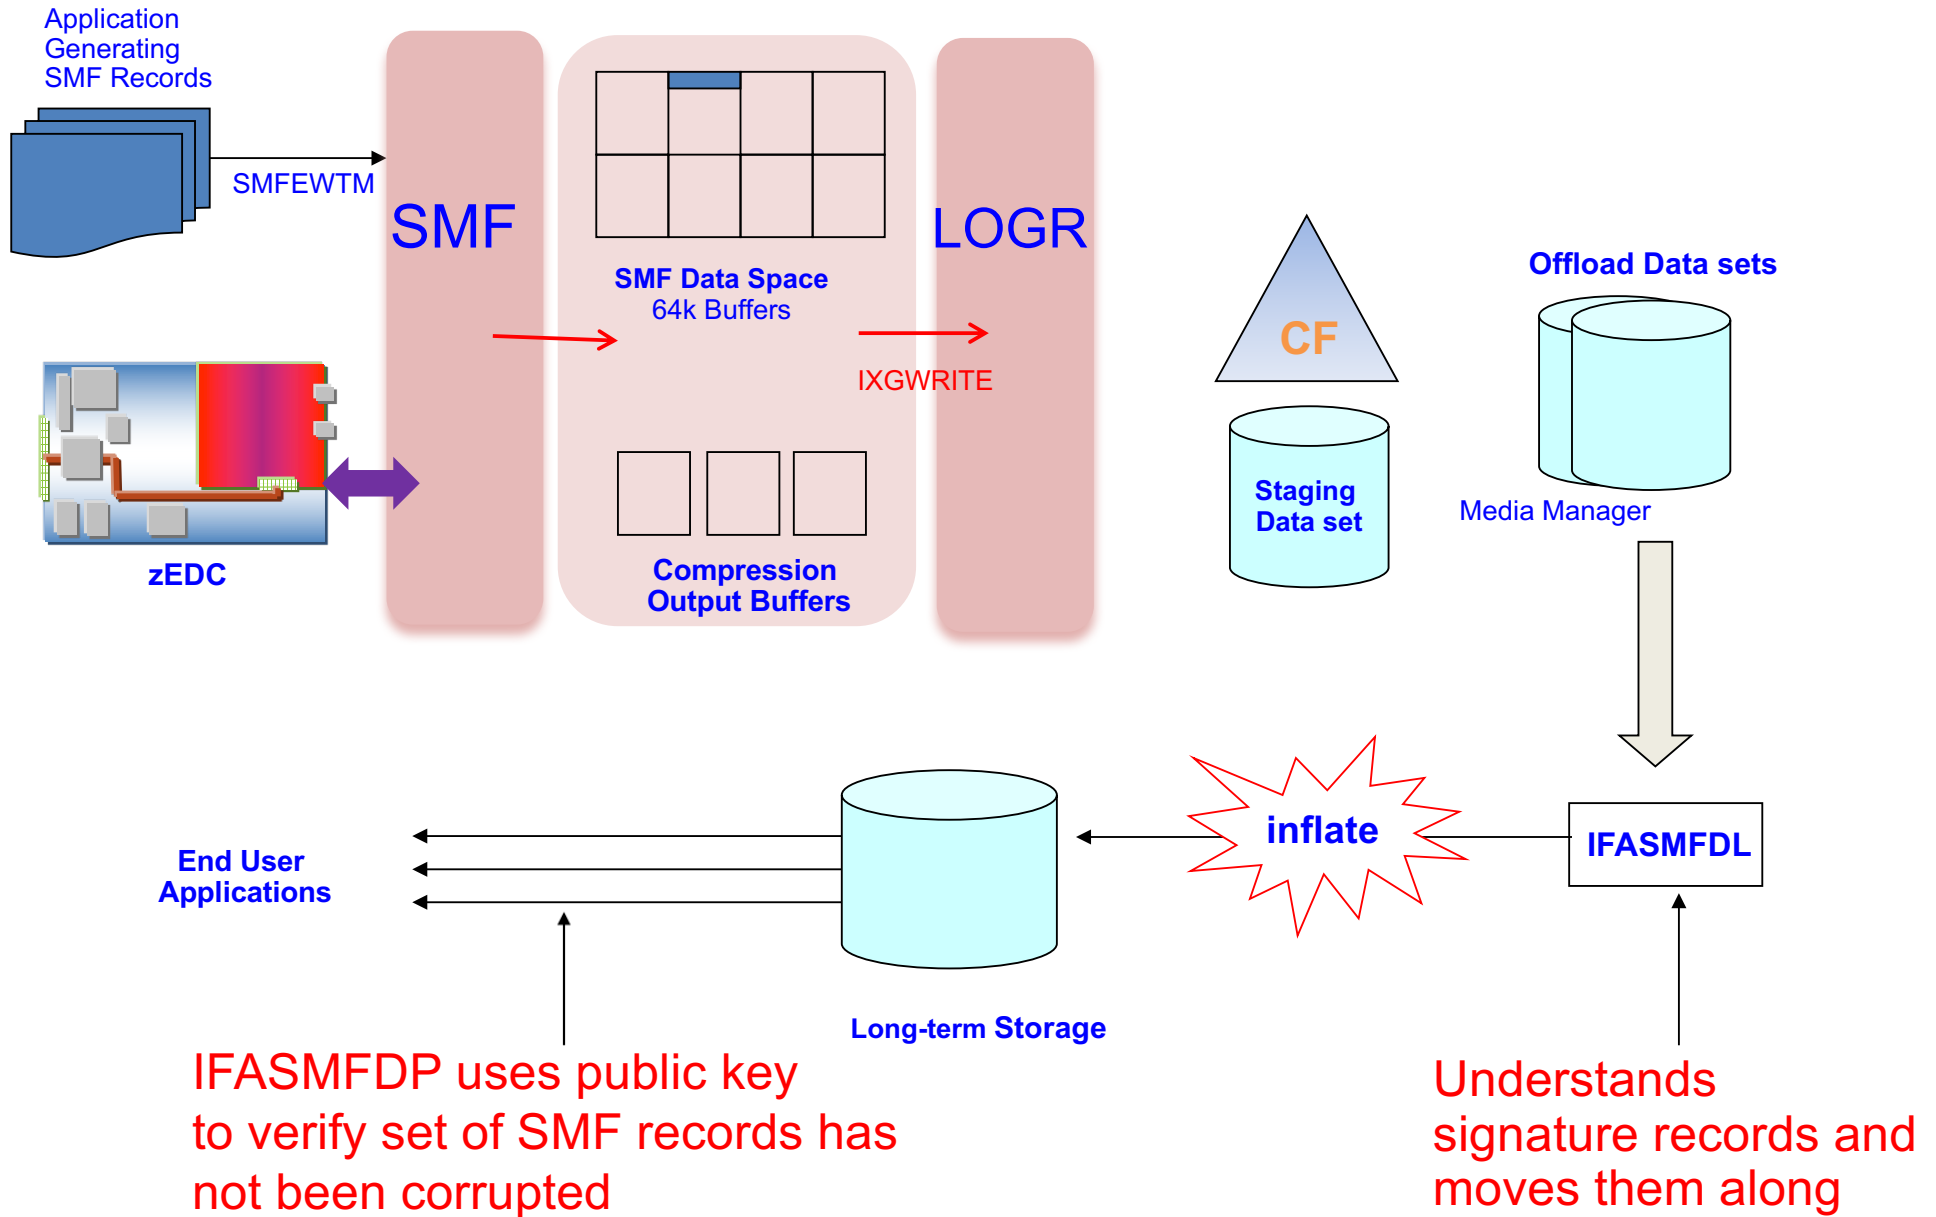 Application
Generating
SMF Records
SMFEWTM
SMF
SMF Data Space
64k Buffers
IXGWRITE
LOGR
CF
Offload Data sets
Staging
Data set
Media Manager
zEDC
Compression
Output Buffers
inflate
IFASMFDL
End User
Applications
Long-term Storage
IFASMFDP uses public key
to verify set of SMF records has
not been corrupted
Understands
signature records and
moves them along